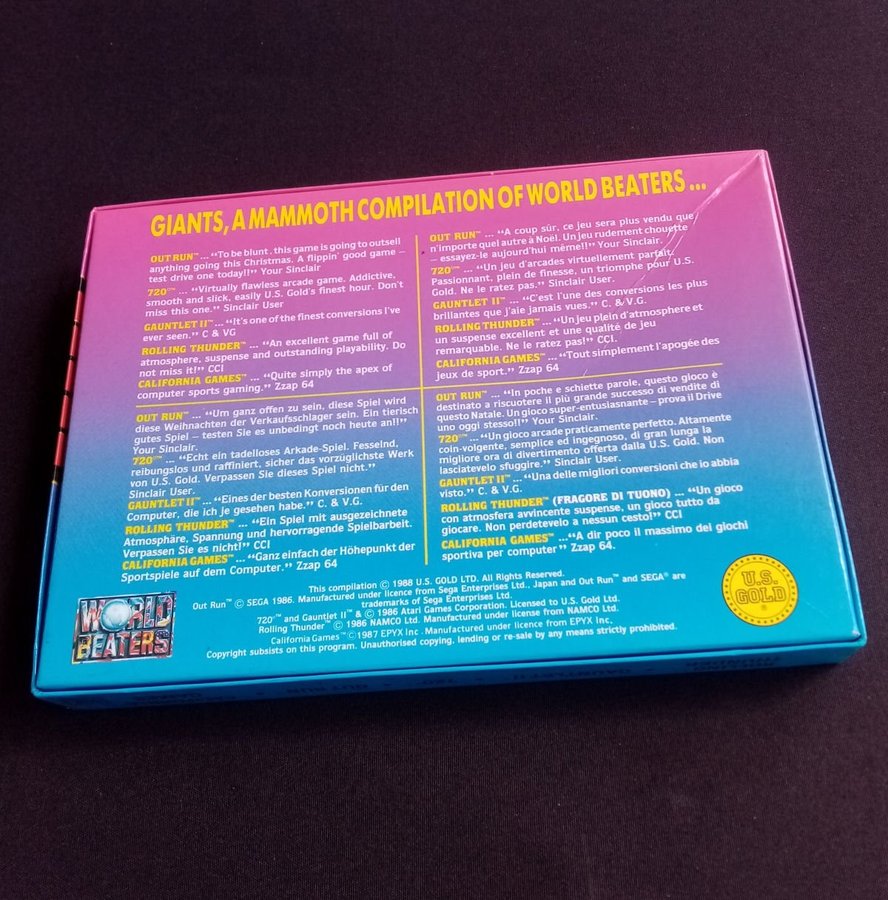 GIANTS, A MAMMOTH COMPILATION OF WORLD BEATERS ...
OUT RUN™ ... “To be blunt, this game is going to outsell
anything going this Christmas. A flippin' good game –
test drive one today!!” Your Sinclair
720°™ ... “Virtually flawless arcade game. Addictive,
smooth and slick, easily U.S. Gold's finest hour. Don't
miss this one.” Sinclair User
GAUNTLET II™ ... “It's one of the finest conversions I've
ever seen.” C & VG
ROLLING THUNDER™ ... “An excellent game full of
atmosphere, suspense and outstanding playability. Do
not miss it!” CCI
CALIFORNIA GAMES™ ... “Quite simply the apex of
computer sports gaming.” Zzap 64
OUT RUN™ ... “A coup sûr, ce jeu sera plus vendu que
n'importe quel autre à Noël. Un jeu rudement chouette
– essayez-le aujourd'hui même!!” Your Sinclair.
720°™ ... “Un jeu d'arcades virtuellement parfait.
Passionnant, plein de finesse, un triomphe pour U.S.
Gold. Ne le ratez pas.” Sinclair User.
GAUNTLET II™ ... “C'est l'une des conversions les plus
brillantes que j'aie jamais vues.” C. & V.G.
ROLLING THUNDER™ ... “Un jeu plein d'atmosphere et
un suspense excellent et une qualité de jeu
remarquable. Ne le ratez pas!” CCI.
CALIFORNIA GAMES™ ... “Tout simplement l'apogée des
jeux de sport.” Zzap 64
OUT RUN™ ... “Um ganz offen zu sein, diese Spiel wird
diese Weihnachten der Verkaufsschlager sein. Ein tierisch
gutes Spiel – testen Sie es unbedingt noch heute an!!”
Your Sinclair.
720°™ ... “Echt ein tadelloses Arkade-Spiel. Fesselnd,
reibungslos und raffiniert, sicher das vorzüglichste Werk
von U.S. Gold. Verpassen Sie dieses Spiel nicht.”
Sinclair User.
GAUNTLET II™ ... “Eines der besten Konversionen für den
Computer, die ich je gesehen habe.” C. & V.G.
ROLLING THUNDER™ ... “Ein Spiel mit ausgezeichnete
Atmosphäre, Spannung und hervorragende Spielbarkeit.
Verpassen Sie es nicht!” CCI
CALIFORNIA GAMES™ ... “Ganz einfach der Höhepunkt der
Sportspiele auf dem Computer.” Zzap 64
OUT RUN™ ... “In poche e schiette parole, questo gioco è
destinato a riscuotere il più grande successo di vendite di
questo Natale. Un gioco super-entusiasnante – prova il Drive
uno oggi stesso!!” Your Sinclair.
720°™ ... “Un gioco arcade praticamente perfetto. Altamente
coin-volgente, semplice ed ingegnoso, di gran lunga la
migliore ora di divertimento offerta dalla U.S. Gold. Non
lasciatevelo sfuggire.” Sinclair User.
GAUNTLET II™ ... “Una delle migliori conversioni che io abbia
visto.” C. & V.G.
ROLLING THUNDER™ (FRAGORE DI TUONO) ... “Un gioco
con atmosfera avvincente suspense, un gioco tutto da
giocare. Non perdetevelo a nessun cesto!” CCI
CALIFORNIA GAMES™ ...“A dir poco il massimo dei giochi
sportiva per computer” Zzap 64.
WORLD
BEATERS
This compilation © 1988 U.S. GOLD LTD. All Rights Reserved.
Out Run™ © SEGA 1986. Manufactured under licence from Sega Enterprises Ltd., Japan and Out Run™ and SEGA® are
trademarks of Sega Enterprises Ltd.
720°™ and Gauntlet II™ & © 1986 Atari Games Corporation. Licensed to U.S. Gold Ltd.
Rolling Thunder™ © 1986 NAMCO Ltd. Manufactured under license from NAMCO Ltd.
California Games™ © 1987 EPYX Inc. Manufactured under licence from EPYX Inc.
Copyright subsists on this program. Unauthorised copying, lending or re-sale by any means strictly prohibited.
U.S.
GOLD
®